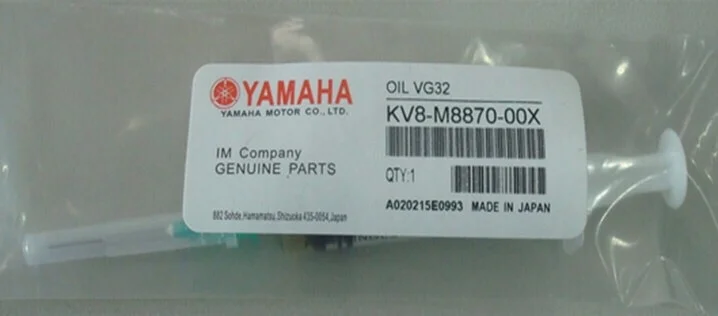 YAMAHA
YAMAHA MOTOR CO., LTD.
IM Company
GENUINE PARTS
882 Sohde,Hamamatsu,Shizuoka 435-0054,Japan
OIL VG32
KV8-M8870-00X
QTY:1
A020215E0993 MADE IN JAPAN